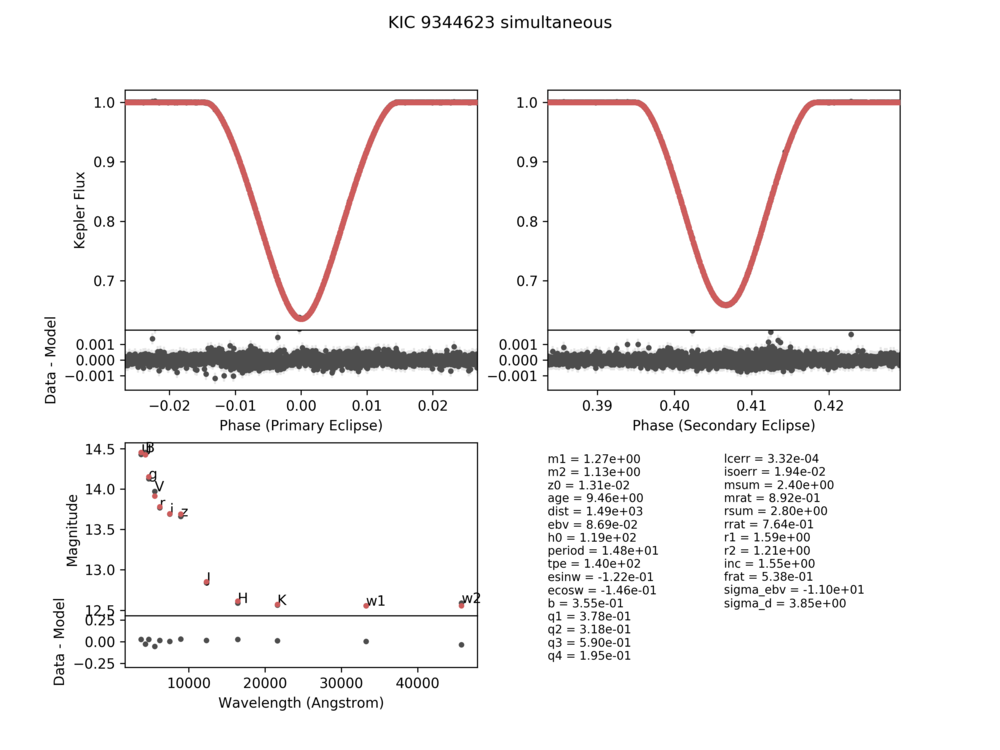 KIC 9344623 simultaneous
1.0
0.9
0.8
0.7
Kepler Flux
0.001
0.000
−0.001
Data - Model
−0.02 −0.01 0.00 0.01 0.02
Phase (Primary Eclipse)
1.0
0.9
0.8
0.7
0.001
0.000
−0.001
0.39 0.40 0.41 0.42
Phase (Secondary Eclipse)
14.5
14.0
13.5
13.0
12.5
Magnitude
B
g
V
r i z
J
H
K
w1
w2
0.25
0.00
−0.25
Data - Model
10000 20000 30000 40000
Wavelength (Angstrom)
m1 = 1.27e+00
m2 = 1.13e+00
z0 = 1.31e-02
age = 9.46e+00
dist = 1.49e+03
ebv = 8.69e-02
h0 = 1.19e+02
period = 1.48e+01
tpe = 1.40e+02
esinw = -1.22e-01
ecosw = -1.46e-01
b = 3.55e-01
q1 = 3.78e-01
q2 = 3.18e-01
q3 = 5.90e-01
q4 = 1.95e-01
lcerr = 3.32e-04
isoerr = 1.94e-02
msum = 2.40e+00
mrat = 8.92e-01
rsum = 2.80e+00
rrat = 7.64e-01
r1 = 1.59e+00
r2 = 1.21e+00
inc = 1.55e+00
frat = 5.38e-01
sigma_ebv = -1.10e+01
sigma_d = 3.85e+00